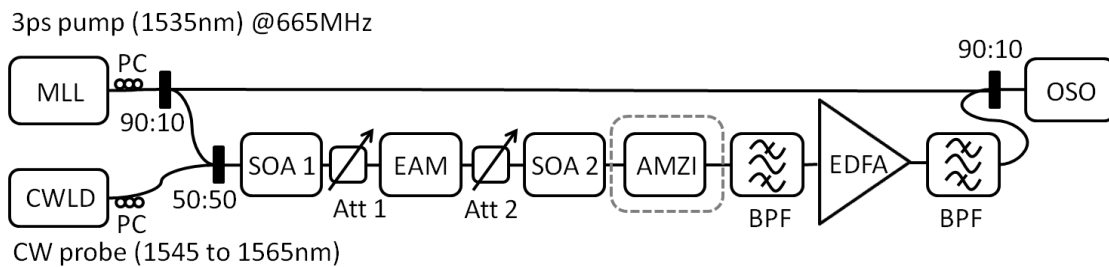 3ps pump (1535nm) @665MHz
PC
90:10
MLL
OSO
90:10
SOA 1
EAM
SOA 2
AMZI
EDFA
CWLD
50:50
Att 1
Att 2
BPF
BPF
PC
CW probe (1545 to 1565nm)